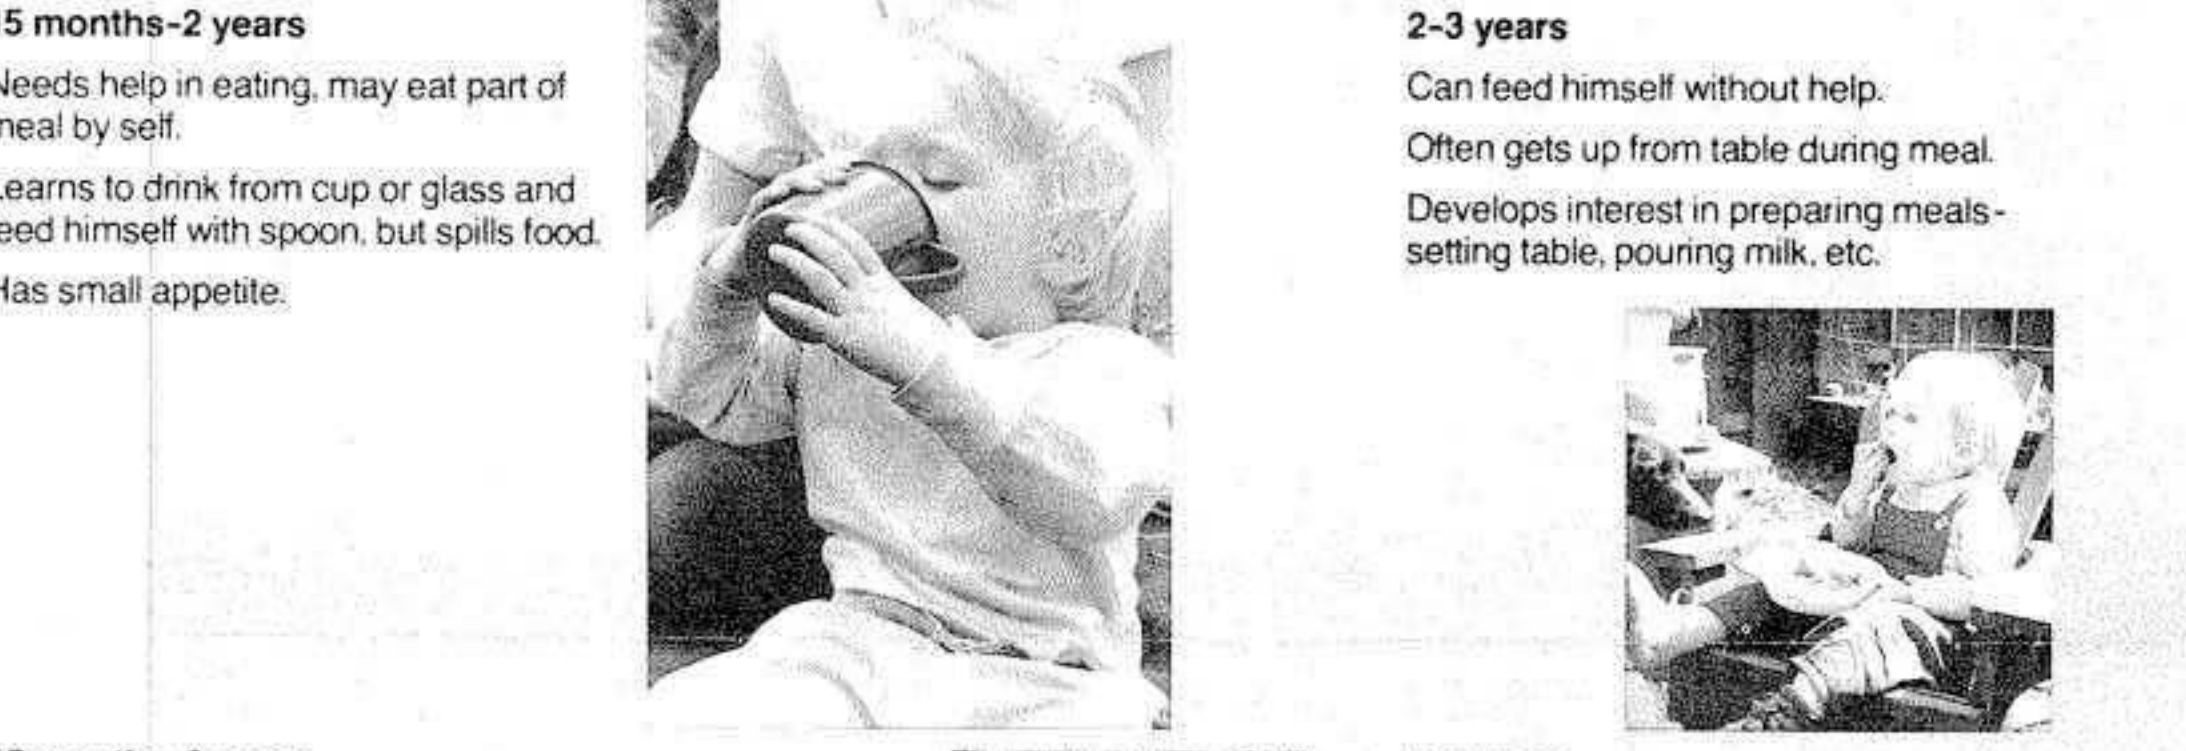 5 months-2 years
Needs help in eating, may eat part of
meal by self.
Learns to drink from cup or glass and
feed himself with spoon, but spills food.
Has small appetite.
2-3 years
Can feed himself without help.
Often gets up from table during meal.
Develops interest in preparing meals-
setting table, pouring milk, etc.